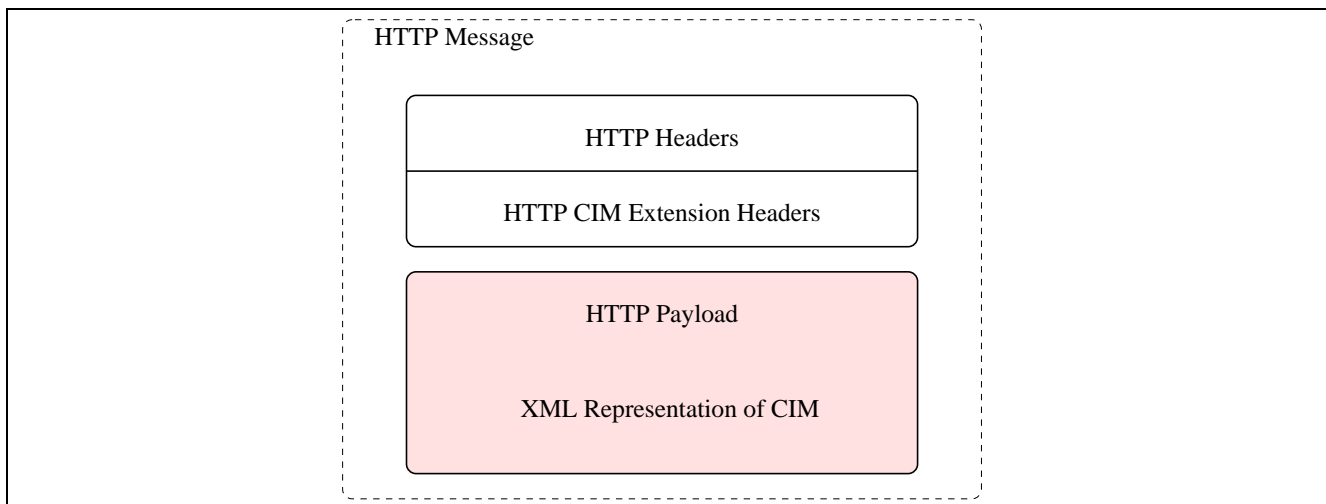 HTTP Message
HTTP Headers
HTTP CIM Extension Headers
HTTP Payload
XML Representation of CIM